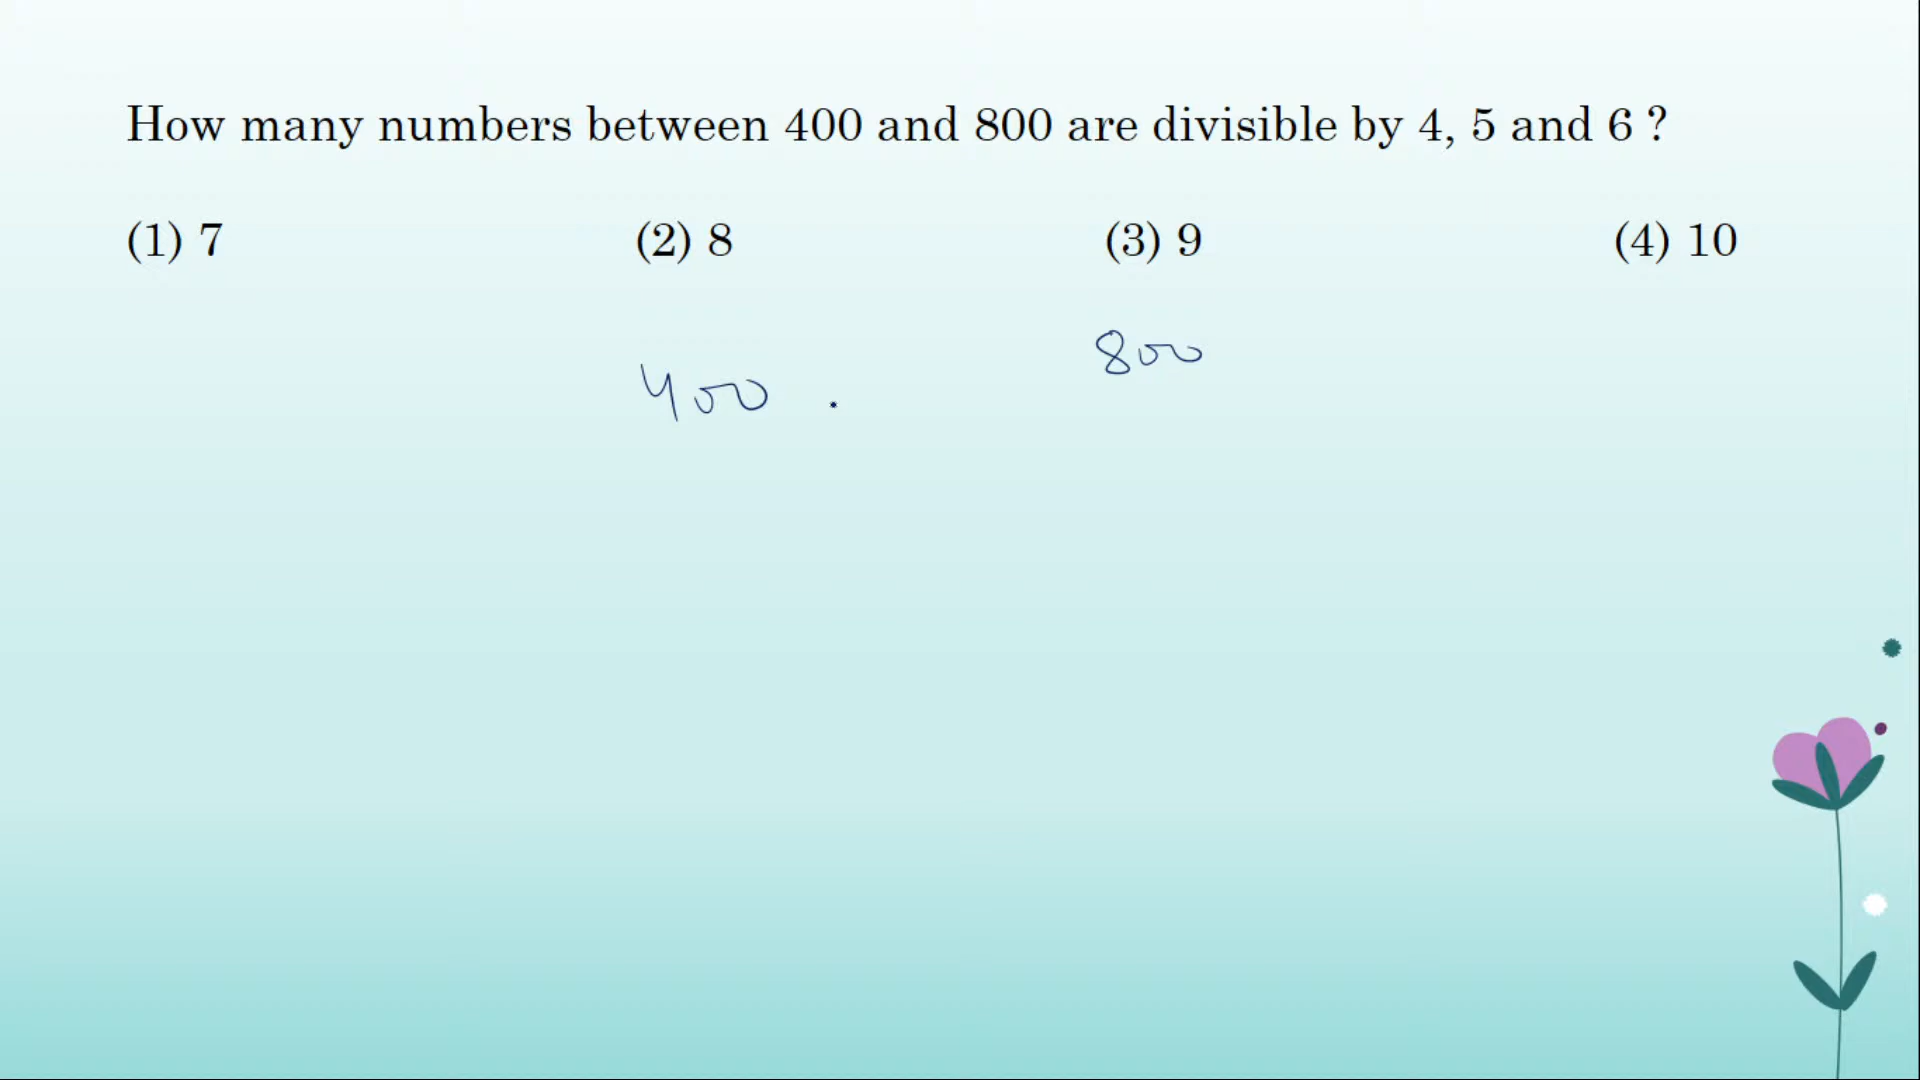 How many numbers between 400 and 800 are divisible by 4, 5 and 6 ?
(1) 7 (2) 8 (3) 9 (4) 10
400 . 800